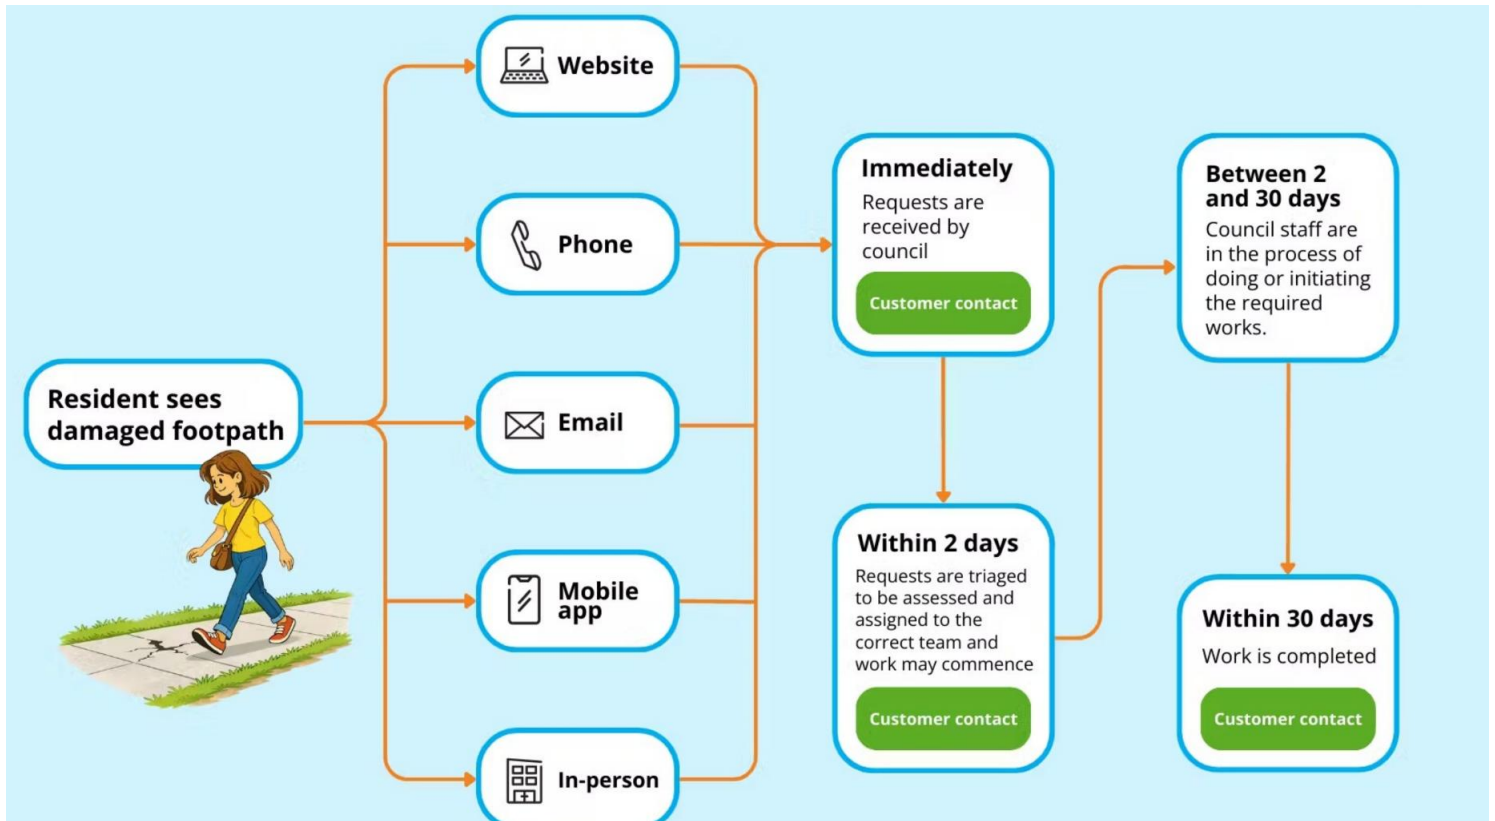 Resident sees
damaged footpath
Website
Phone
Email
Mobile
app
In-person
Immediately
Requests are
received by
council
Customer contact
Within 2 days
Requests are triaged
to be assessed and
assigned to the
correct team and
work may commence
Customer contact
Between 2
and 30 days
Council staff are
in the process of
doing or initiating
the required
works.
Within 30 days
Work is completed
Customer contact